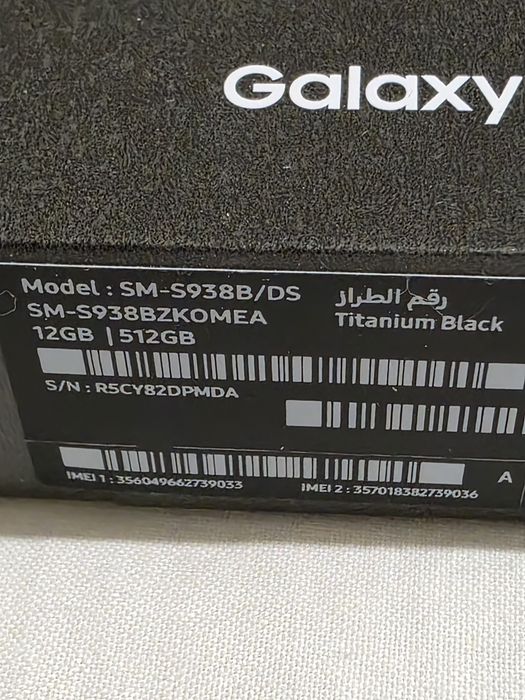 Galaxy
Model : SM-S938B/DS رقم الطراز
SM-S938BZKOMEA Titanium Black
12GB | 512GB
S/N : R5CY82DPMDA
A
IMEI 1 : 356049662739033 IMEI 2 : 357018382739036